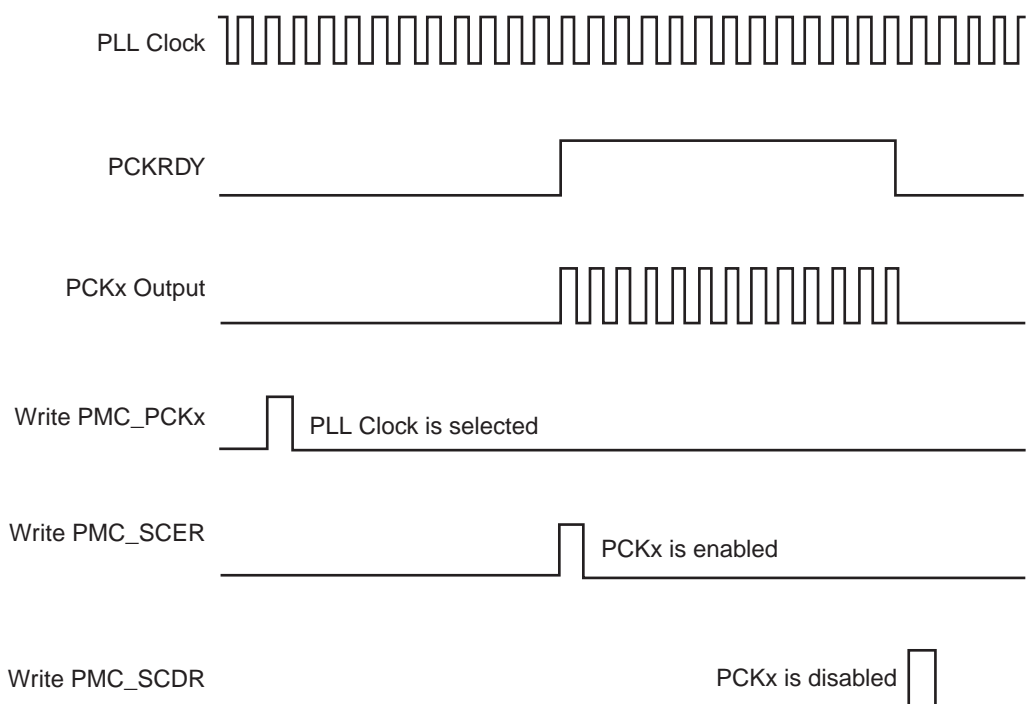 PLL Clock
PCKRDY
PCKx Output
Write PMC_PCKx
PLL Clock is selected
Write PMC_SCER
PCKx is enabled
Write PMC_SCDR
PCKx is disabled